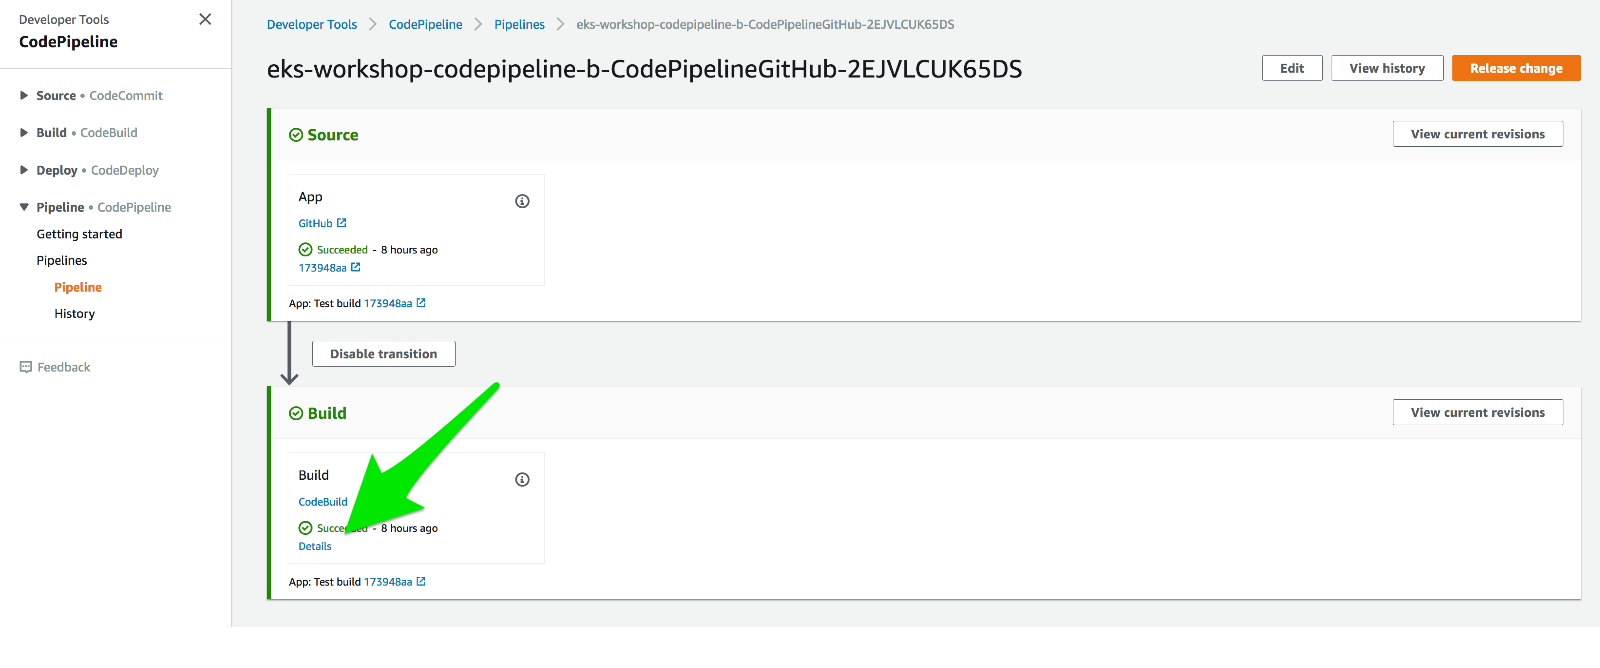 Developer Tools
CodePipeline
Source • CodeCommit
Build • CodeBuild
Deploy • CodeDeploy
Pipeline • CodePipeline
Getting started
Pipelines
Pipeline
History
Feedback
Developer Tools > CodePipeline > Pipelines > eks-workshop-codepipeline-b-CodePipelineGitHub-2EJVLCUK65DS
eks-workshop-codepipeline-b-CodePipelineGitHub-2EJVLCUK65DS
Edit
View history
Release change
Source
View current revisions
App
GitHub
Succeeded - 8 hours ago
173948aa
App: Test build 173948aa
Disable transition
Build
View current revisions
Build
CodeBuild
Succeeded - 8 hours ago
Details
App: Test build 173948aa